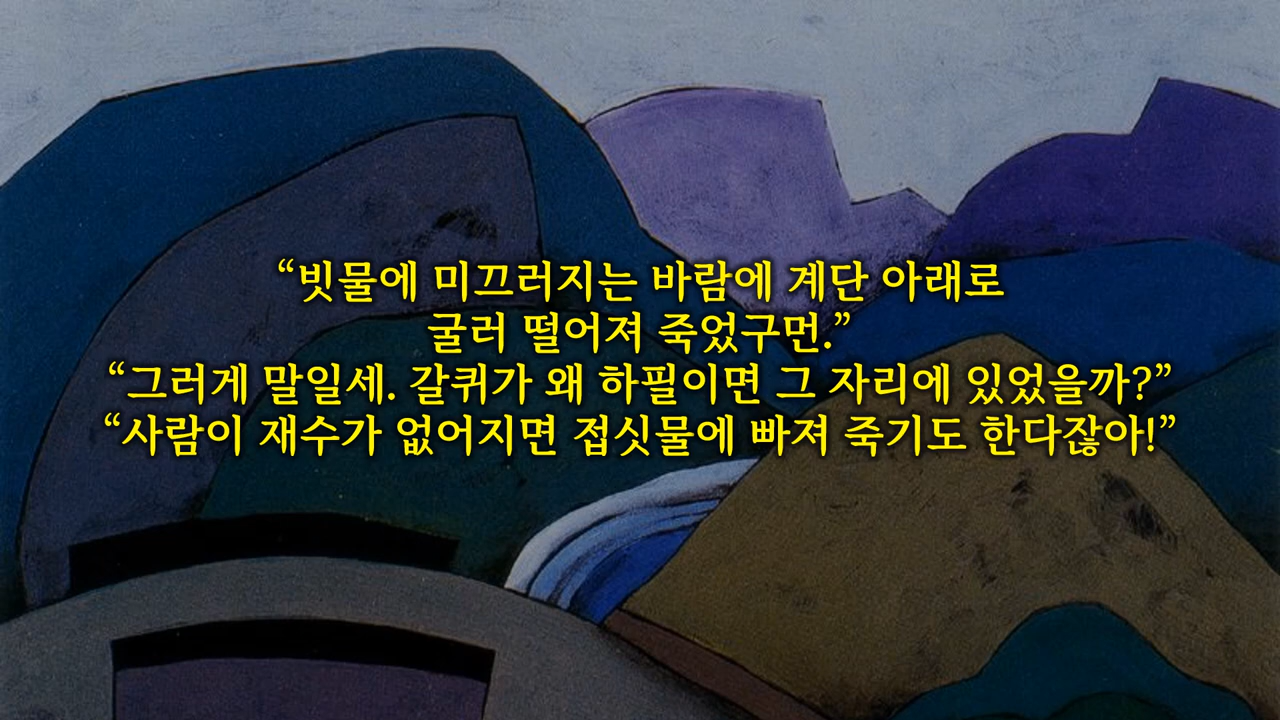 “빗물에 미끄러지는 바람에 계단 아래로
굴러 떨어져 죽었구먼.”
“그러게 말일세. 갈퀴가 왜 하필이면 그 자리에 있었을까?”
“사람이 재수가 없어지면 접싯물에 빠져 죽기도 한다잖아!”